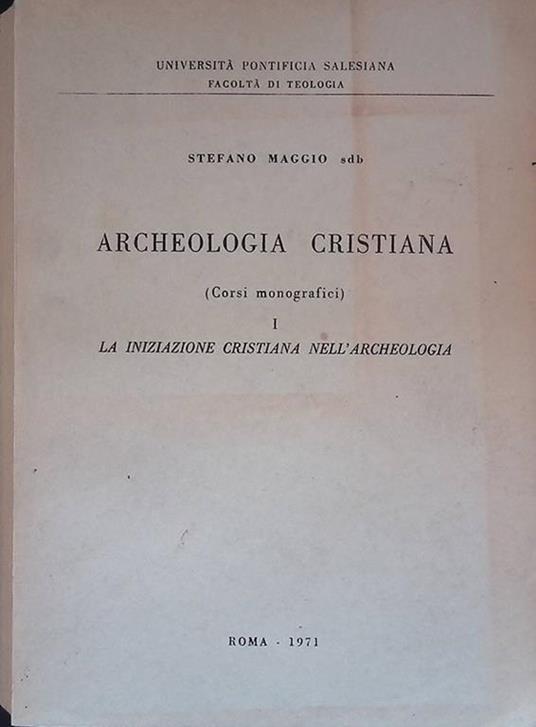 UNIVERSITÀ PONTIFICIA SALESIANA
FACOLTÀ DI TEOLOGIA
STEFANO MAGGIO sdb
ARCHEOLOGIA CRISTIANA
(Corsi monografici)
I
LA INIZIAZIONE CRISTIANA NELL'ARCHEOLOGIA
ROMA - 1971